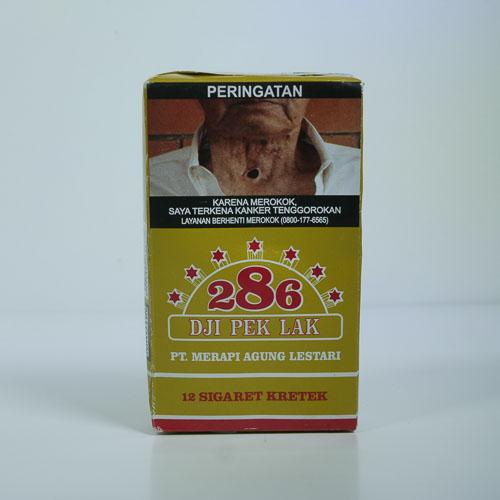 PERINGATAN
KARENA MEROKOK,
SAYA TERKENA KANKER TENGGOROKAN
LAYANAN BERHENTI MEROKOK (0800-177-6565)
286
DJI PEK LAK
PT. MERAPI AGUNG LESTARI
12 SIGARET KRETEK